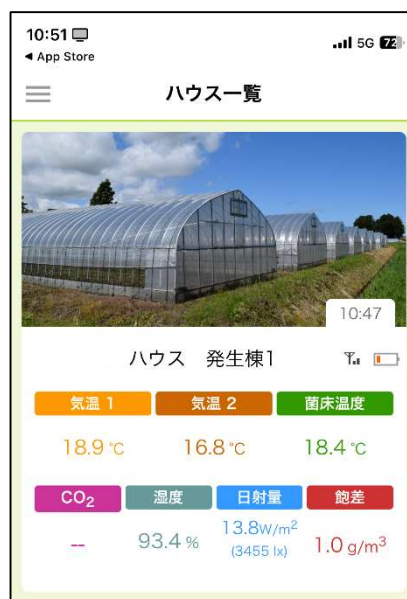 10:51 5G 72
◀ App Store
ハウス一覧
10:47
ハウス 発生棟1
気温 1 気温 2 菌床温度
18.9 ℃ 16.8 ℃ 18.4 ℃
CO₂ 湿度 日射量 飽差
-- 93.4 % 13.8W/m² 1.0 g/m³
(3455 lx)